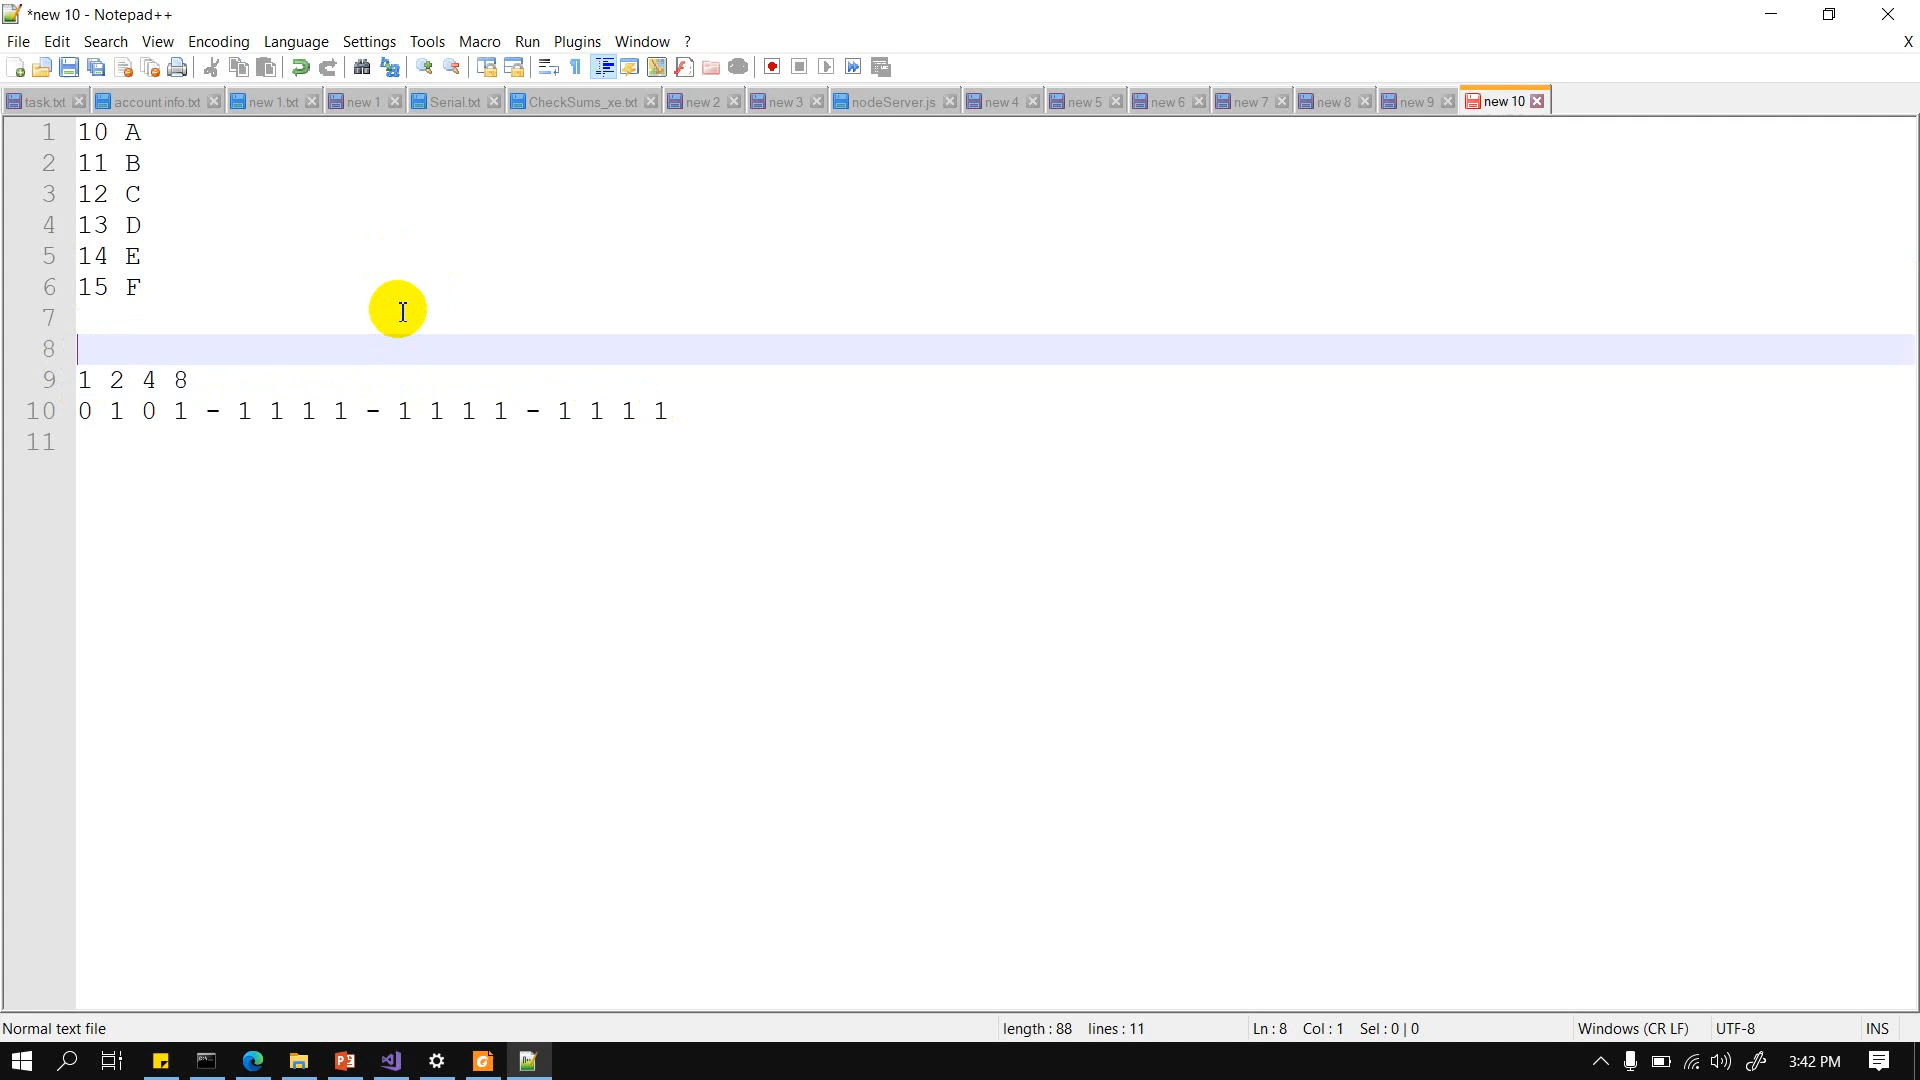 *new 10 - Notepad++
File Edit Search View Encoding Language Settings Tools Macro Run Plugins Window ? X
task.txt account info.txt new 1.txt new 1 Serial.txt CheckSums_xe.txt new 2 new 3 nodeServer.js new 4 new 5 new 6 new 7 new 8 new 9 new 10
1 10 A
2 11 B
3 12 C
4 13 D
5 14 E
6 15 F
7
8
9 1 2 4 8
10 0 1 0 1 - 1 1 1 1 - 1 1 1 1 - 1 1 1 1
11
Normal text file length : 88 lines : 11 Ln : 8 Col : 1 Sel : 0 | 0 Windows (CR LF) UTF-8 INS
3:42 PM